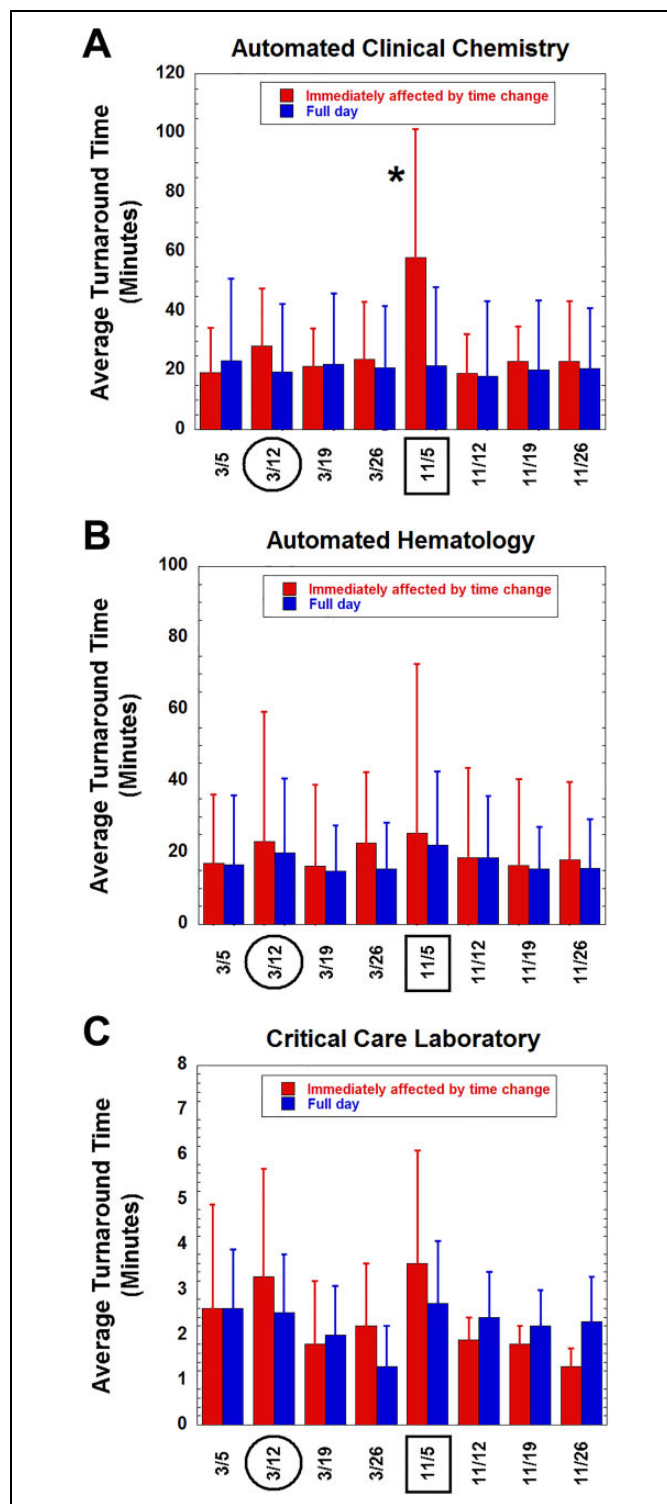 A
Automated Clinical Chemistry
Average Turnaround Time
(Minutes)
120
100
80
60
40
20
0
Immediately affected by time change
Full day
*
3/5
3/12
3/19
3/26
11/5
11/12
11/19
11/26
B
Automated Hematology
Average Turnaround Time
(Minutes)
100
80
60
40
20
0
Immediately affected by time change
Full day
3/5
3/12
3/19
3/26
11/5
11/12
11/19
11/26
C
Critical Care Laboratory
Average Turnaround Time
(Minutes)
8
7
6
5
4
3
2
1
0
Immediately affected by time change
Full day
3/5
3/12
3/19
3/26
11/5
11/12
11/19
11/26